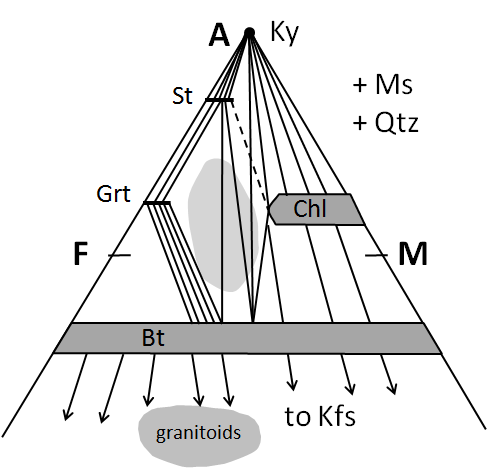 A Ky
St
+ Ms
+ Qtz
Grt
Chl
F M
Bt
granitoids
to Kfs